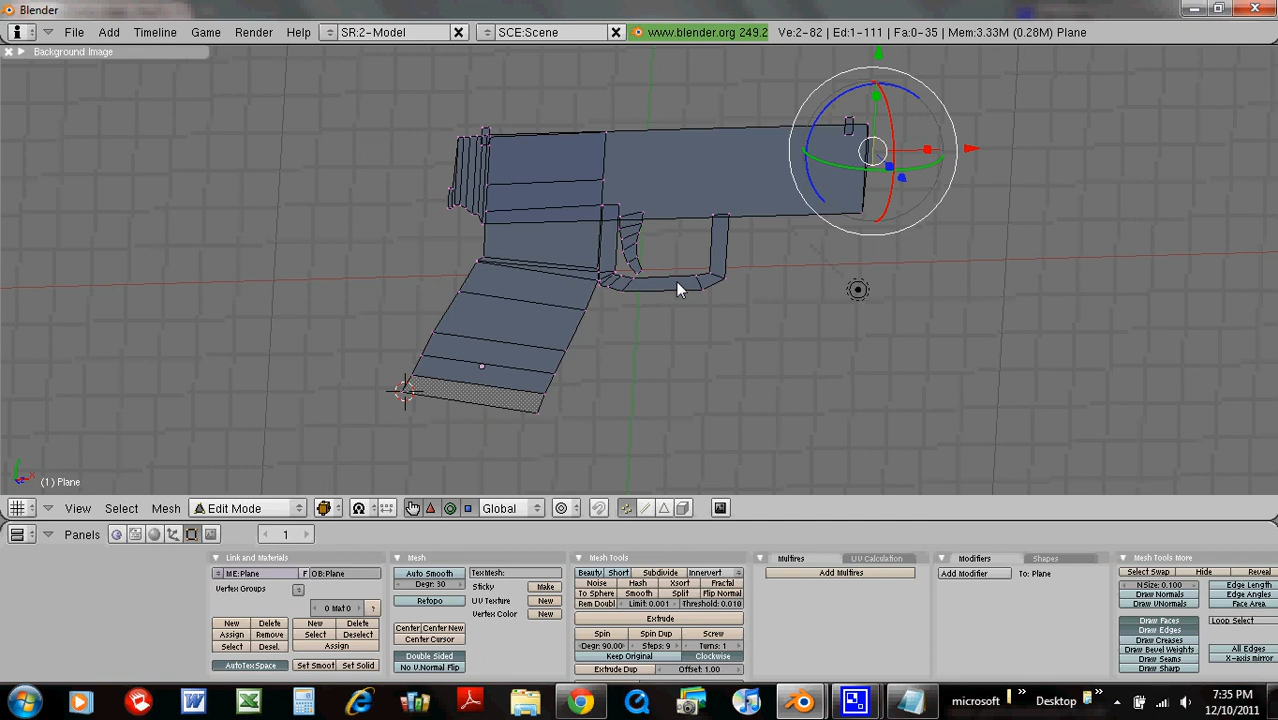 Blender
File Add Timeline Game Render Help SR:2-Model SCE:Scene www.blender.org 249.2 Ve:2-82 | Ed:1-111 | Fa:0-35 | Mem:3.33M (0.28M) Plane
Background Image
(1) Plane
View Select Mesh Edit Mode Global
Panels 1
Link and Materials Mesh Mesh Tools Multires UV Calculation Modifiers Shapes Mesh Tools More
ME:Plane F OB:Plane Auto Smooth TexMesh: Beauty Short Subdivide Innervert Add Multires Add Modifier To: Plane Select Swap Hide Reveal
Vertex Groups Degr: 30 Sticky Make Noise Hash Xsort Fractal NSize: 0.100 Edge Length
Retopo UV Texture New To Sphere Smooth Split Flip Normal Draw Normals Edge Angles
0 Mat 0 ? Vertex Color New Rem Doubl Limit: 0.001 Threshold: 0.010 Draw VNormals Face Area
New Delete New Delete Center Center New Extrude Draw Faces Loop Select
Assign Remove Select Deselect Center Cursor Spin Spin Dup Screw Draw Edges
Select Desel. Assign Double Sided Degr: 90.00 Steps: 9 Turns: 1 Draw Creases All Edges
AutoTexSpace Set Smoot Set Solid No V.Normal Flip Keep Original Clockwise Draw Bevel Weights X-axis mirror
Extrude Dup Offset: 1.00 Draw Seams
Draw Sharp
microsoft » Desktop » 7:35 PM
12/10/2011